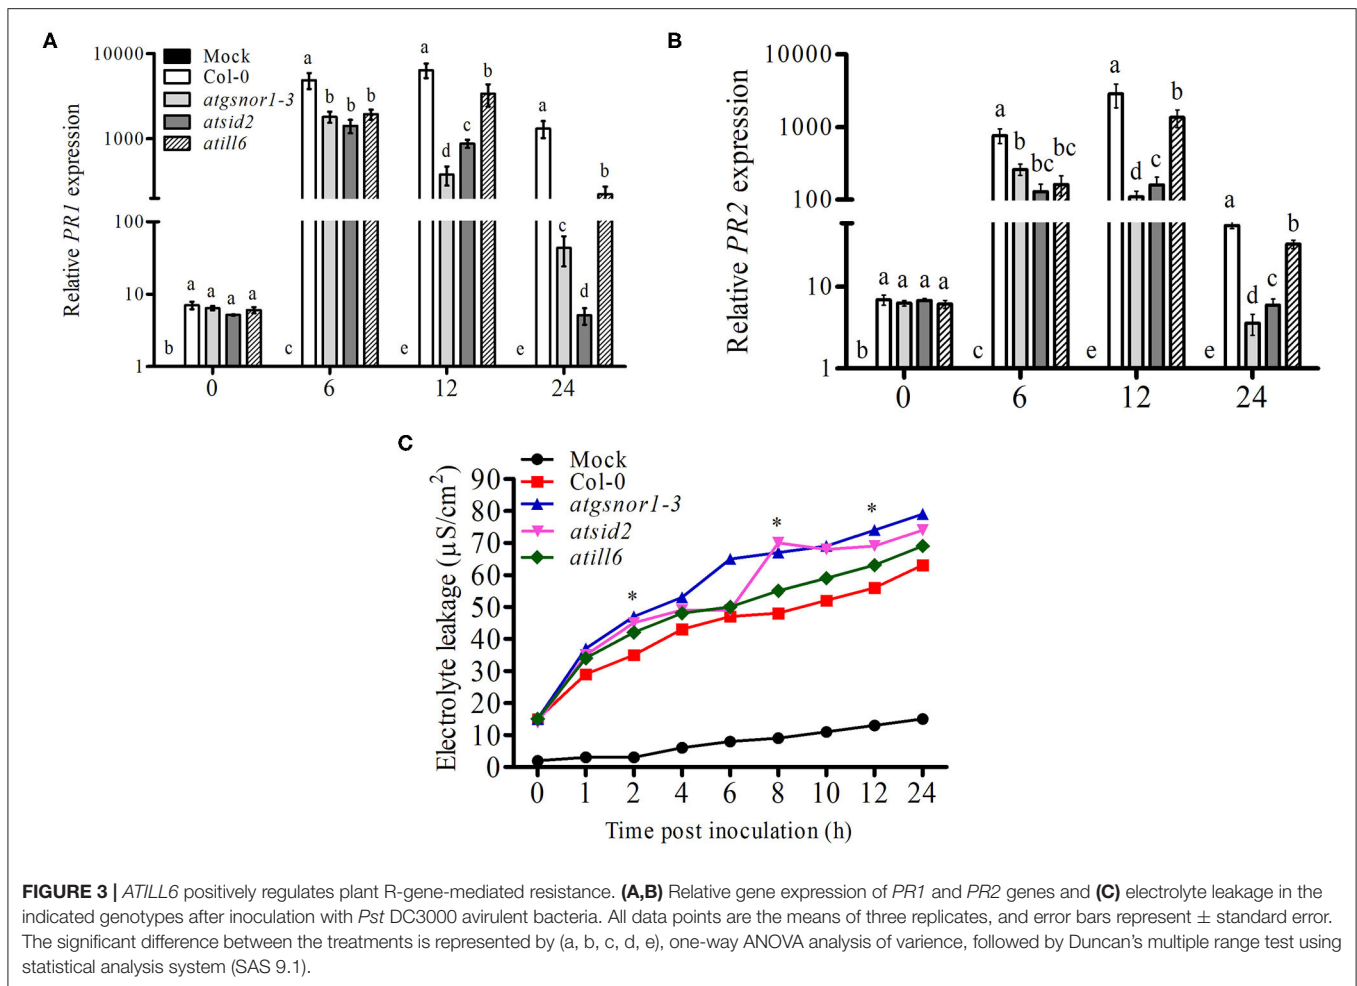 A
10000
1000
100
10
1
Relative PR1 expression
Mock
Col-0
atgsnor1-3
atsid2
atill6
b a a a a
c a b b b
e a d c b
e a c d b
0 6 12 24
B
10000
1000
100
10
1
Relative PR2 expression
b a a a a
c a b bc bc
e a d c b
e a d c b
0 6 12 24
C
Mock
Col-0
atgsnor1-3
atsid2
atill6
90
80
70
60
50
40
30
20
10
0
Electrolyte leakage (µS/cm²)
* * *
0 1 2 4 6 8 10 12 24
Time post inoculation (h)
FIGURE 3 | ATILL6 positively regulates plant R-gene-mediated resistance. (A,B) Relative gene expression of PR1 and PR2 genes and (C) electrolyte leakage in the
indicated genotypes after inoculation with Pst DC3000 avirulent bacteria. All data points are the means of three replicates, and error bars represent ± standard error.
The significant difference between the treatments is represented by (a, b, c, d, e), one-way ANOVA analysis of varience, followed by Duncan's multiple range test using
statistical analysis system (SAS 9.1).